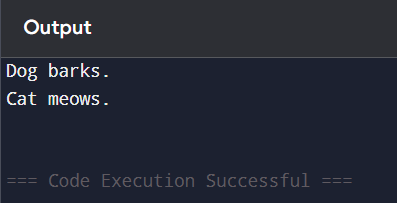 Output
Dog barks.
Cat meows.
=== Code Execution Successful ===